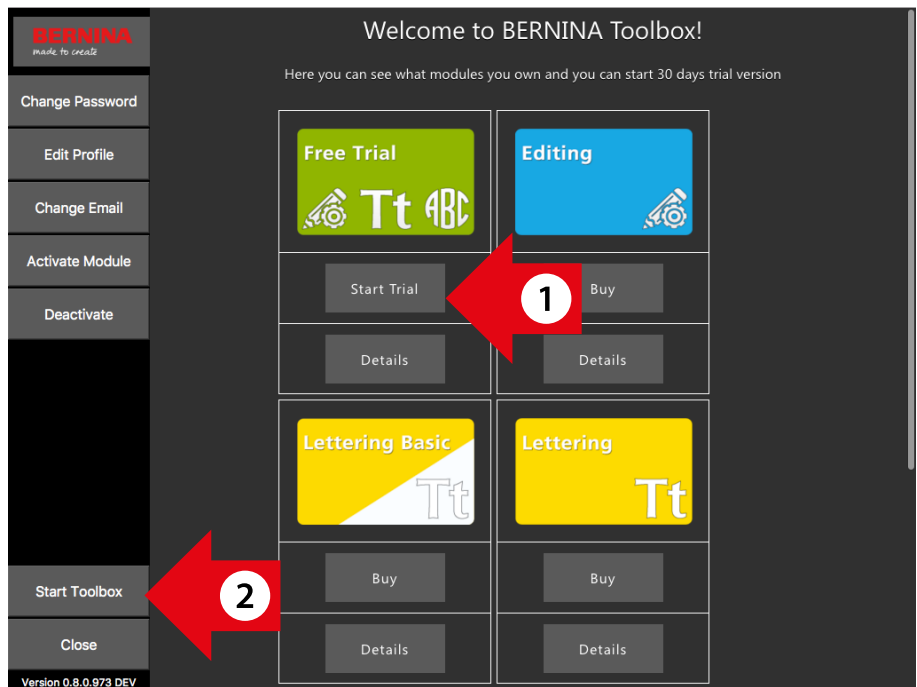 BERNINA
made to create
Change Password
Edit Profile
Change Email
Activate Module
Deactivate
Start Toolbox
Close
Version 0.8.0.973 DEV
Welcome to BERNINA Toolbox!
Here you can see what modules you own and you can start 30 days trial version
Free Trial
Tt ABC
Start Trial
Details
Editing
1
Buy
Details
Lettering Basic
Tt
Buy
Details
Lettering
Tt
Buy
Details
2